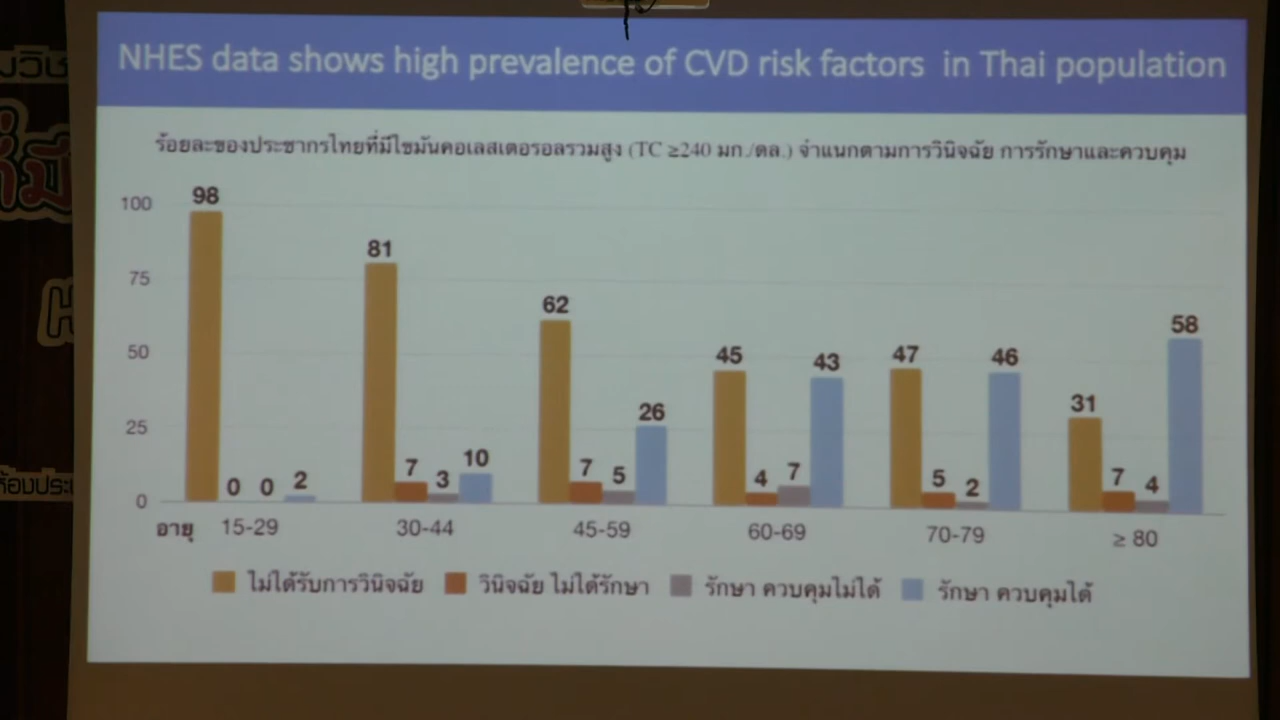 NHES data shows high prevalence of CVD risk factors in Thai population
ร้อยละของประชากรไทยที่มีไขมันคอเลสเตอรอลรวมสูง (TC ≥240 มก./ดล.) จำแนกตามการวินิจฉัย การรักษาและควบคุม
100
75
50
25
0
98 0 0 2
81 7 3 10
62 7 5 26
45 4 7 43
47 5 2 46
31 7 4 58
อายุ 15-29 30-44 45-59 60-69 70-79 ≥ 80
ไม่ได้รับการวินิจฉัย วินิจฉัย ไม่ได้รักษา รักษา ควบคุมไม่ได้ รักษา ควบคุมได้